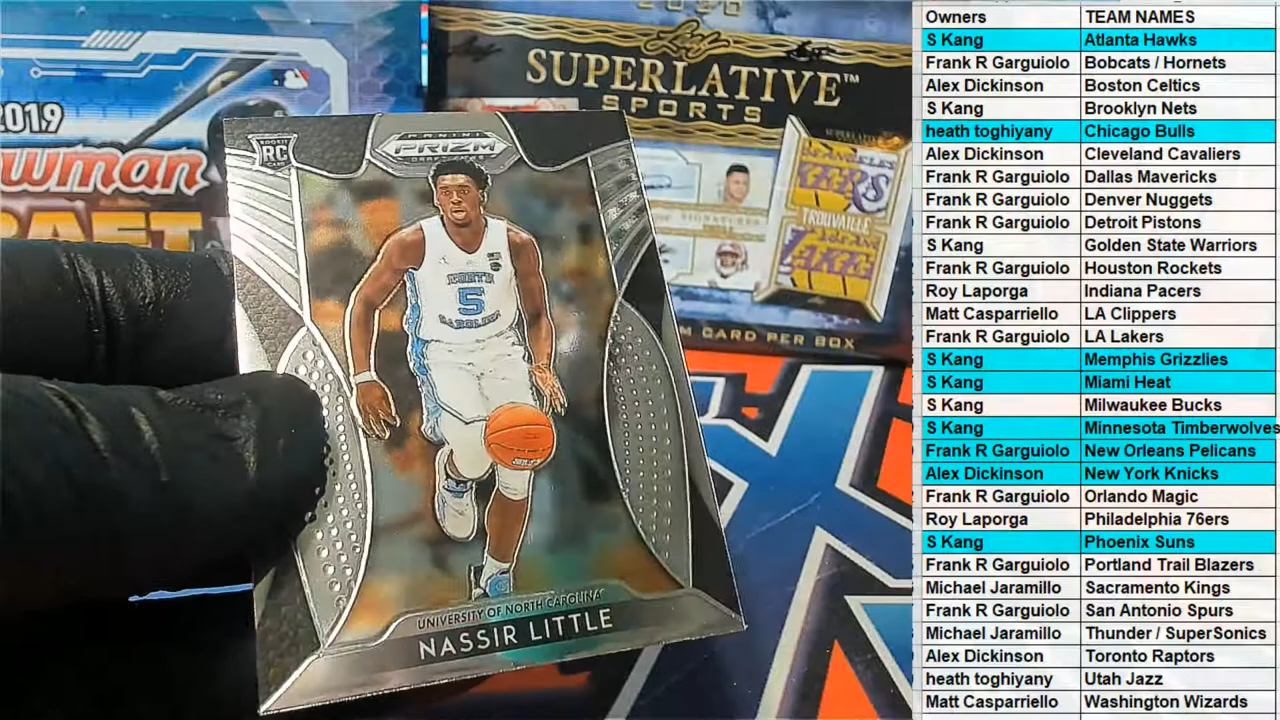 2019
wman
RAFT
Leaf
SUPERLATIVE™
SPORTS
TROUVAILLE
M CARD PER BOX
ROOKIE
RC
CARD
PANINI
PRIZM
DRAFT PICKS
NORTH
5
CAROLINA
UNIVERSITY OF NORTH CAROLINA
NASSIR LITTLE
Owners TEAM NAMES
S Kang Atlanta Hawks
Frank R Garguiolo Bobcats / Hornets
Alex Dickinson Boston Celtics
S Kang Brooklyn Nets
heath toghiyany Chicago Bulls
Alex Dickinson Cleveland Cavaliers
Frank R Garguiolo Dallas Mavericks
Frank R Garguiolo Denver Nuggets
Frank R Garguiolo Detroit Pistons
S Kang Golden State Warriors
Frank R Garguiolo Houston Rockets
Roy Laporga Indiana Pacers
Matt Casparriello LA Clippers
Frank R Garguiolo LA Lakers
S Kang Memphis Grizzlies
S Kang Miami Heat
S Kang Milwaukee Bucks
S Kang Minnesota Timberwolves
Frank R Garguiolo New Orleans Pelicans
Alex Dickinson New York Knicks
Frank R Garguiolo Orlando Magic
Roy Laporga Philadelphia 76ers
S Kang Phoenix Suns
Frank R Garguiolo Portland Trail Blazers
Michael Jaramillo Sacramento Kings
Frank R Garguiolo San Antonio Spurs
Michael Jaramillo Thunder / SuperSonics
Alex Dickinson Toronto Raptors
heath toghiyany Utah Jazz
Matt Casparriello Washington Wizards